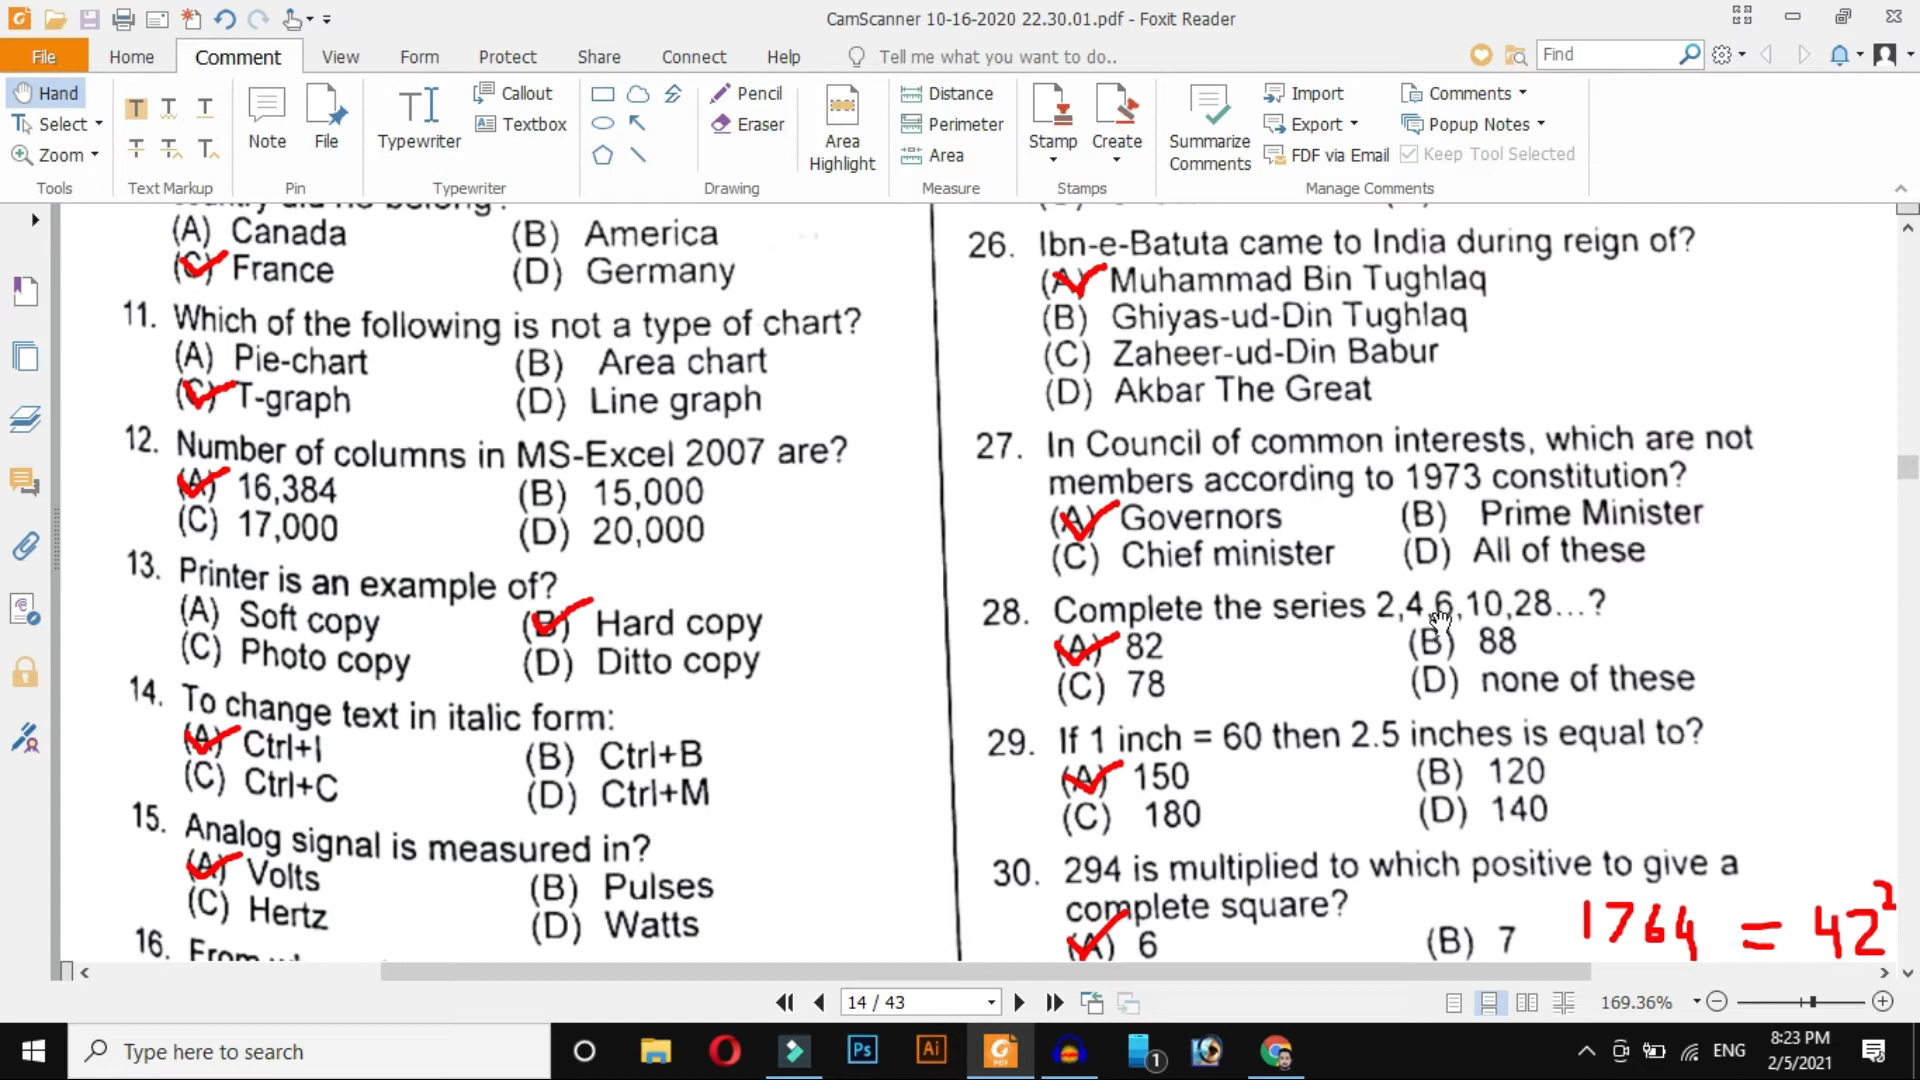 CamScanner 10-16-2020 22.30.01.pdf - Foxit Reader
File Home Comment View Form Protect Share Connect Help Tell me what you want to do.. Find
Hand
Select
Zoom
Tools
Text Markup
Note
File
Pin
Typewriter
Typewriter
Callout
Textbox
Pencil
Eraser
Drawing
Area Highlight
Distance
Perimeter
Area
Measure
Stamp
Create
Stamps
Summarize Comments
Import
Export
FDF via Email
Comments
Popup Notes
Keep Tool Selected
Manage Comments
country did he belong?
(A) Canada (B) America
(C) France (D) Germany
11. Which of the following is not a type of chart?
(A) Pie-chart (B) Area chart
(C) T-graph (D) Line graph
12. Number of columns in MS-Excel 2007 are?
(A) 16,384 (B) 15,000
(C) 17,000 (D) 20,000
13. Printer is an example of?
(A) Soft copy (B) Hard copy
(C) Photo copy (D) Ditto copy
14. To change text in italic form:
(A) Ctrl+I (B) Ctrl+B
(C) Ctrl+C (D) Ctrl+M
15. Analog signal is measured in?
(A) Volts (B) Pulses
(C) Hertz (D) Watts
16. From
26. Ibn-e-Batuta came to India during reign of?
(A) Muhammad Bin Tughlaq
(B) Ghiyas-ud-Din Tughlaq
(C) Zaheer-ud-Din Babur
(D) Akbar The Great
27. In Council of common interests, which are not
members according to 1973 constitution?
(A) Governors (B) Prime Minister
(C) Chief minister (D) All of these
28. Complete the series 2,4,6,10,28...?
(A) 82 (B) 88
(C) 78 (D) none of these
29. If 1 inch = 60 then 2.5 inches is equal to?
(A) 150 (B) 120
(C) 180 (D) 140
30. 294 is multiplied to which positive to give a
complete square?
(A) 6 (B) 7
1764 = 42²
14 / 43
169.36%
Type here to search
Ps
Ai
G
PDF
1
ENG
8:23 PM
2/5/2021